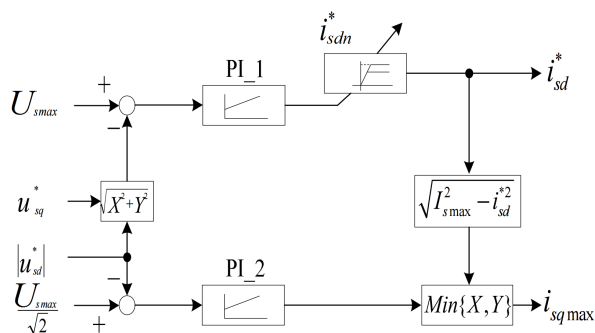 i*sdn
PI_1
+
Usmax
−
i*sd
u*sq
√X²+Y²
√I²smax −i*²sd
|u*sd|
−
PI_2
Usmax/√2
+
Min{X,Y}
isq max